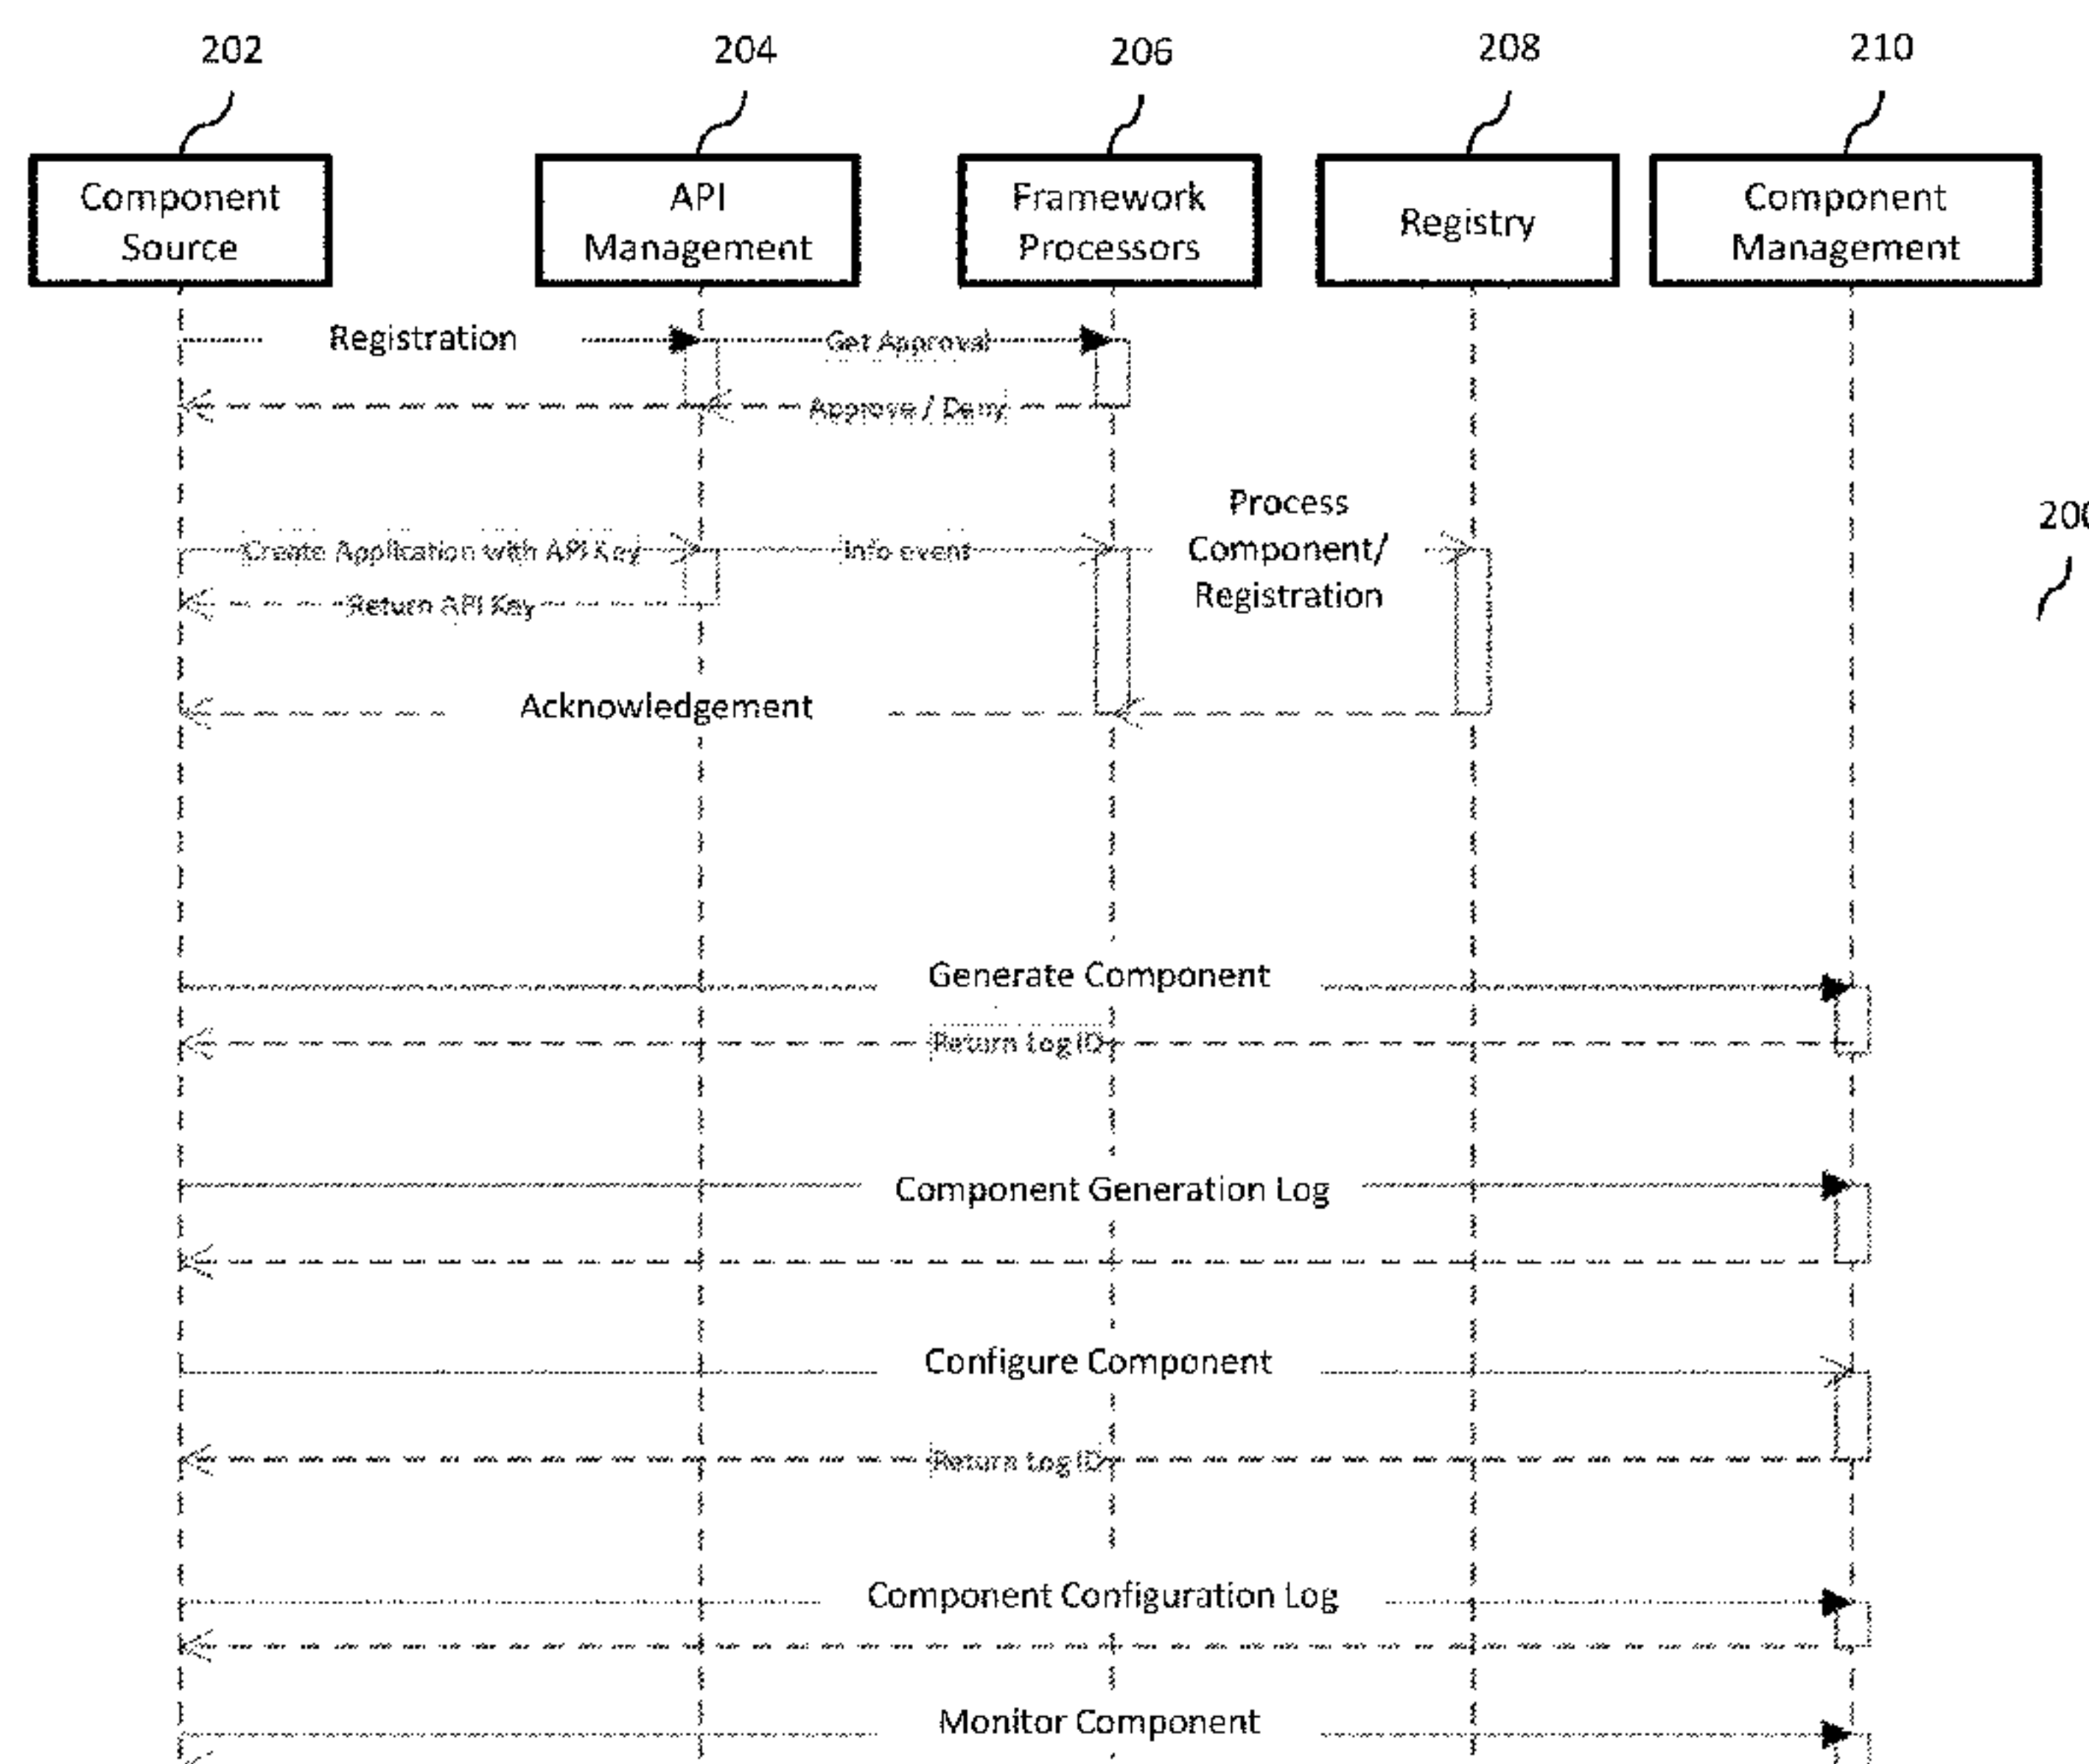 202
204
206
208
210
Component
Source
API
Management
Framework
Processors
Registry
Component
Management
Registration
Get Approval
Approve / Deny
Process
Component/
Registration
200
Create Application with API Key
Info event
Return API Key
Acknowledgement
Generate Component
Return Log ID
Component Generation Log
Configure Component
Return Log ID
Component Configuration Log
Monitor Component